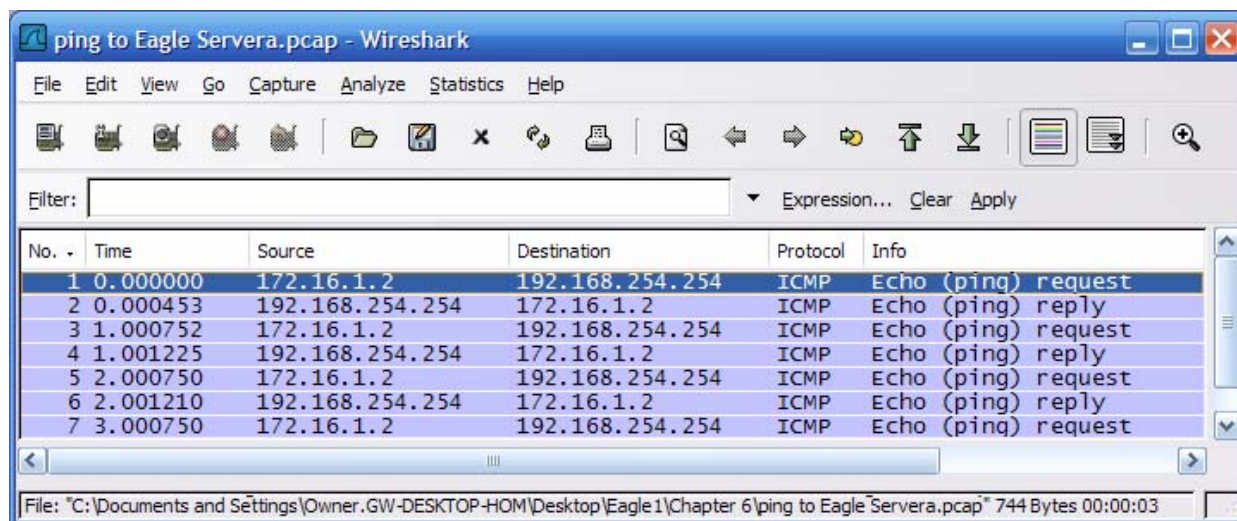 ping to Eagle Servera.pcap - Wireshark
File Edit View Go Capture Analyze Statistics Help
Filter: Expression... Clear Apply
No. Time Source Destination Protocol Info
1 0.000000 172.16.1.2 192.168.254.254 ICMP Echo (ping) request
2 0.000453 192.168.254.254 172.16.1.2 ICMP Echo (ping) reply
3 1.000752 172.16.1.2 192.168.254.254 ICMP Echo (ping) request
4 1.001225 192.168.254.254 172.16.1.2 ICMP Echo (ping) reply
5 2.000750 172.16.1.2 192.168.254.254 ICMP Echo (ping) request
6 2.001210 192.168.254.254 172.16.1.2 ICMP Echo (ping) reply
7 3.000750 172.16.1.2 192.168.254.254 ICMP Echo (ping) request
File: "C:\Documents and Settings\Owner.GW-DESKTOP-HOM\Desktop\Eagle1\Chapter 6\ping to Eagle Servera.pcap" 744 Bytes 00:00:03